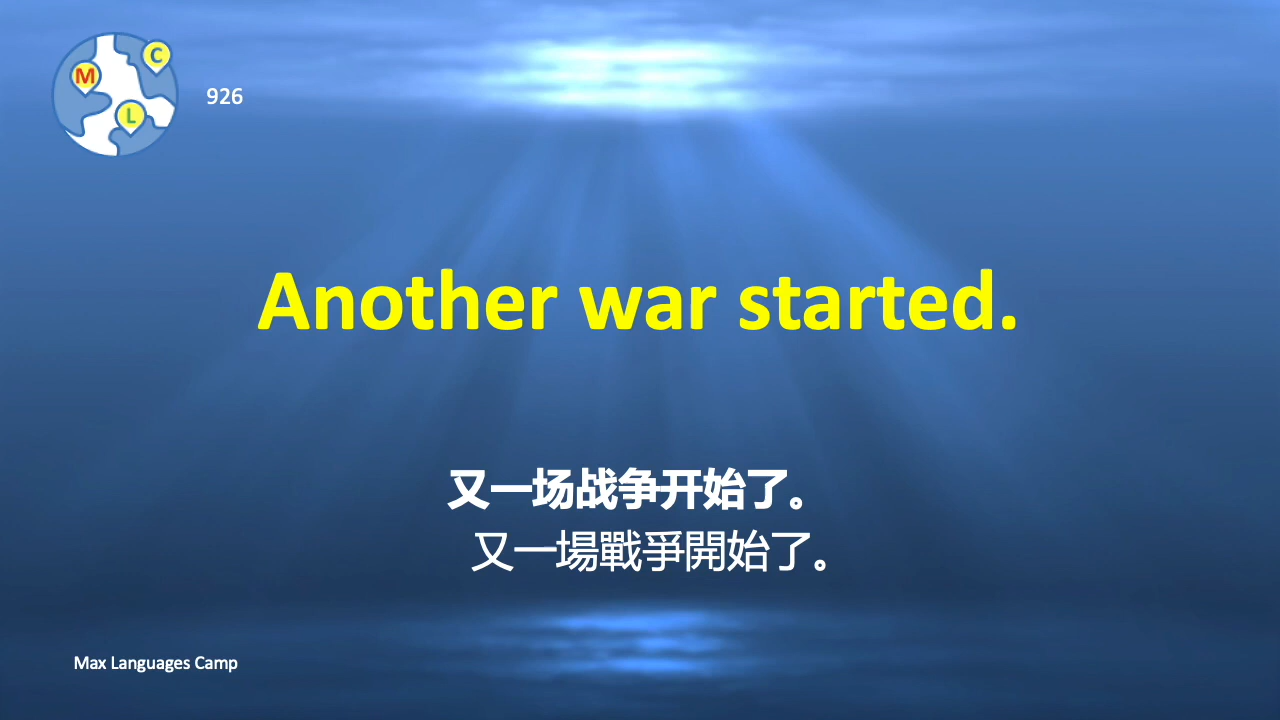 M
C
L
926
Another war started.
又一场战争开始了。
又一場戰爭開始了。
Max Languages Camp